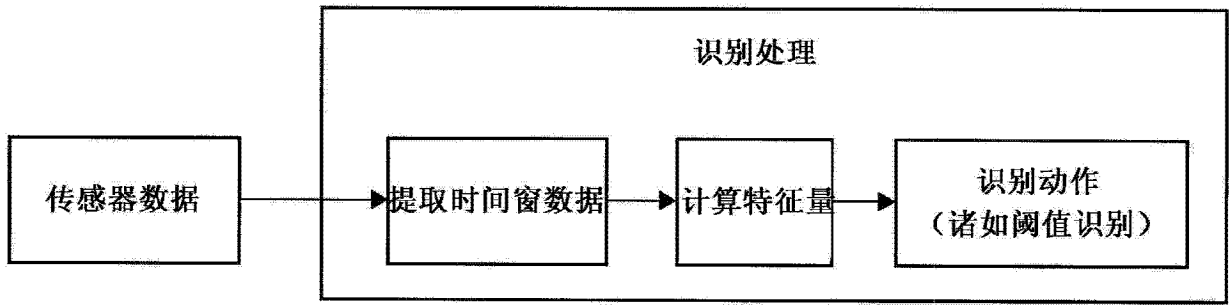 识别处理
传感器数据
提取时间窗数据
计算特征量
识别动作
（诸如阈值识别）